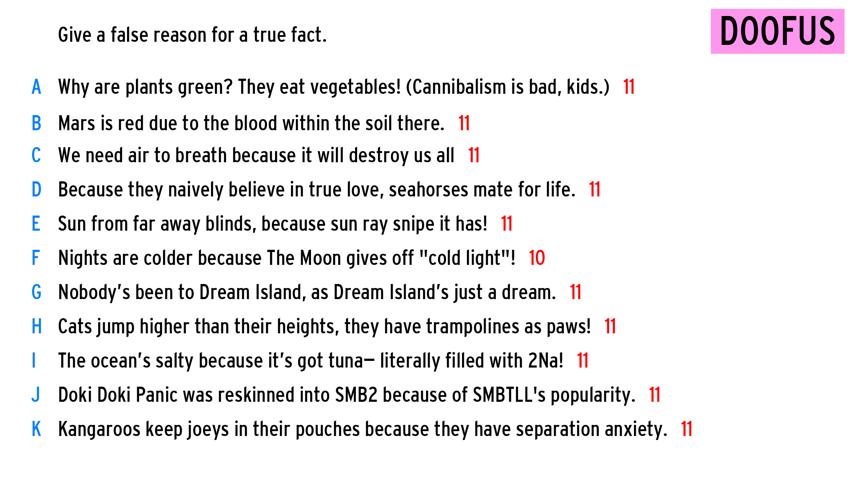 Give a false reason for a true fact.
DOOFUS
A Why are plants green? They eat vegetables! (Cannibalism is bad, kids.) 11
B Mars is red due to the blood within the soil there. 11
C We need air to breath because it will destroy us all 11
D Because they naively believe in true love, seahorses mate for life. 11
E Sun from far away blinds, because sun ray snipe it has! 11
F Nights are colder because The Moon gives off "cold light"! 10
G Nobody's been to Dream Island, as Dream Island's just a dream. 11
H Cats jump higher than their heights, they have trampolines as paws! 11
I The ocean's salty because it's got tuna– literally filled with 2Na! 11
J Doki Doki Panic was reskinned into SMB2 because of SMBTLL's popularity. 11
K Kangaroos keep joeys in their pouches because they have separation anxiety. 11